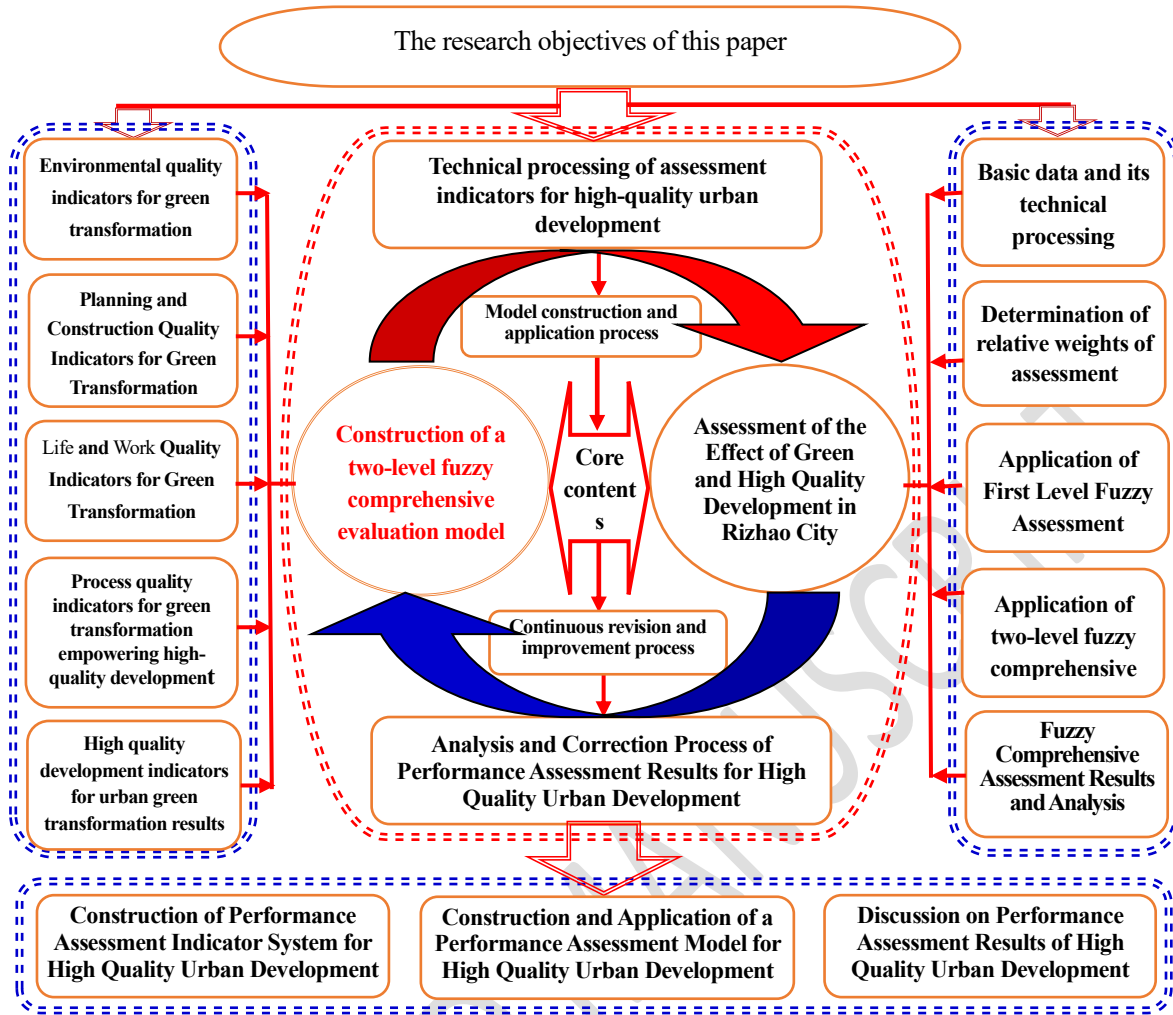 The research objectives of this paper
Environmental quality
indicators for green
transformation
Planning and
Construction Quality
Indicators for Green
Transformation
Life and Work Quality
Indicators for Green
Transformation
Process quality
indicators for green
transformation
empowering high-
quality development
High quality
development indicators
for urban green
transformation results
Technical processing of assessment
indicators for high-quality urban
development
Model construction and
application process
Construction of a
two-level fuzzy
comprehensive
evaluation model
Core
content
s
Assessment of the
Effect of Green
and High Quality
Development in
Rizhao City
Continuous revision and
improvement process
Analysis and Correction Process of
Performance Assessment Results for High
Quality Urban Development
Basic data and its
technical
processing
Determination of
relative weights of
assessment
Application of
First Level Fuzzy
Assessment
Application of
two-level fuzzy
comprehensive
Fuzzy
Comprehensive
Assessment Results
and Analysis
Construction of Performance
Assessment Indicator System for
High Quality Urban Development
Construction and Application of a
Performance Assessment Model for
High Quality Urban Development
Discussion on Performance
Assessment Results of High
Quality Urban Development